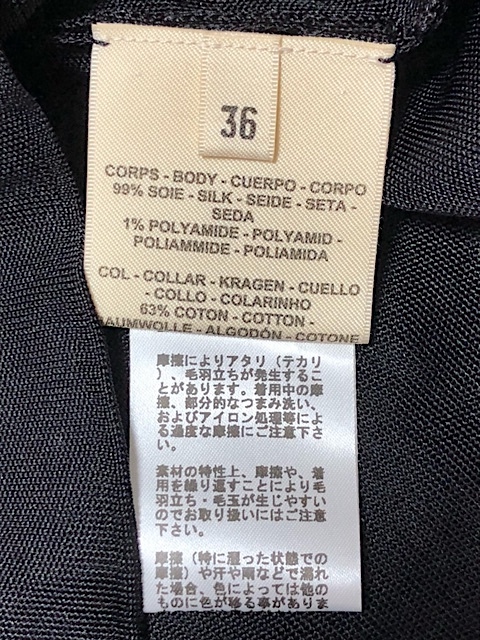 36
CORPS - BODY - CUERPO - CORPO
99% SOIE - SILK - SEIDE - SETA -
SEDA
1% POLYAMIDE - POLYAMID -
POLIAMMIDE - POLIAMIDA
COL - COLLAR - KRAGEN - CUELLO
- COLLO - COLARINHO
63% COTON - COTTON -
BAUMWOLLE - ALGODÓN - COTONE
摩擦によりアタリ（テカリ
）、毛羽立ちが発生するこ
とがあります。着用中の摩
擦、部分的なつまみ洗い、
およびアイロン処理等によ
る過度な摩擦にご注意下さ
い。
素材の特性上、摩擦や、着
用を繰り返すことにより毛
羽立ち・毛玉が生じやすい
のでお取り扱いにはご注意
下さい。
摩擦（特に湿った状態での
摩擦）や汗や雨などで濡れ
た場合、色によっては他の
ものに色が移る事がありま